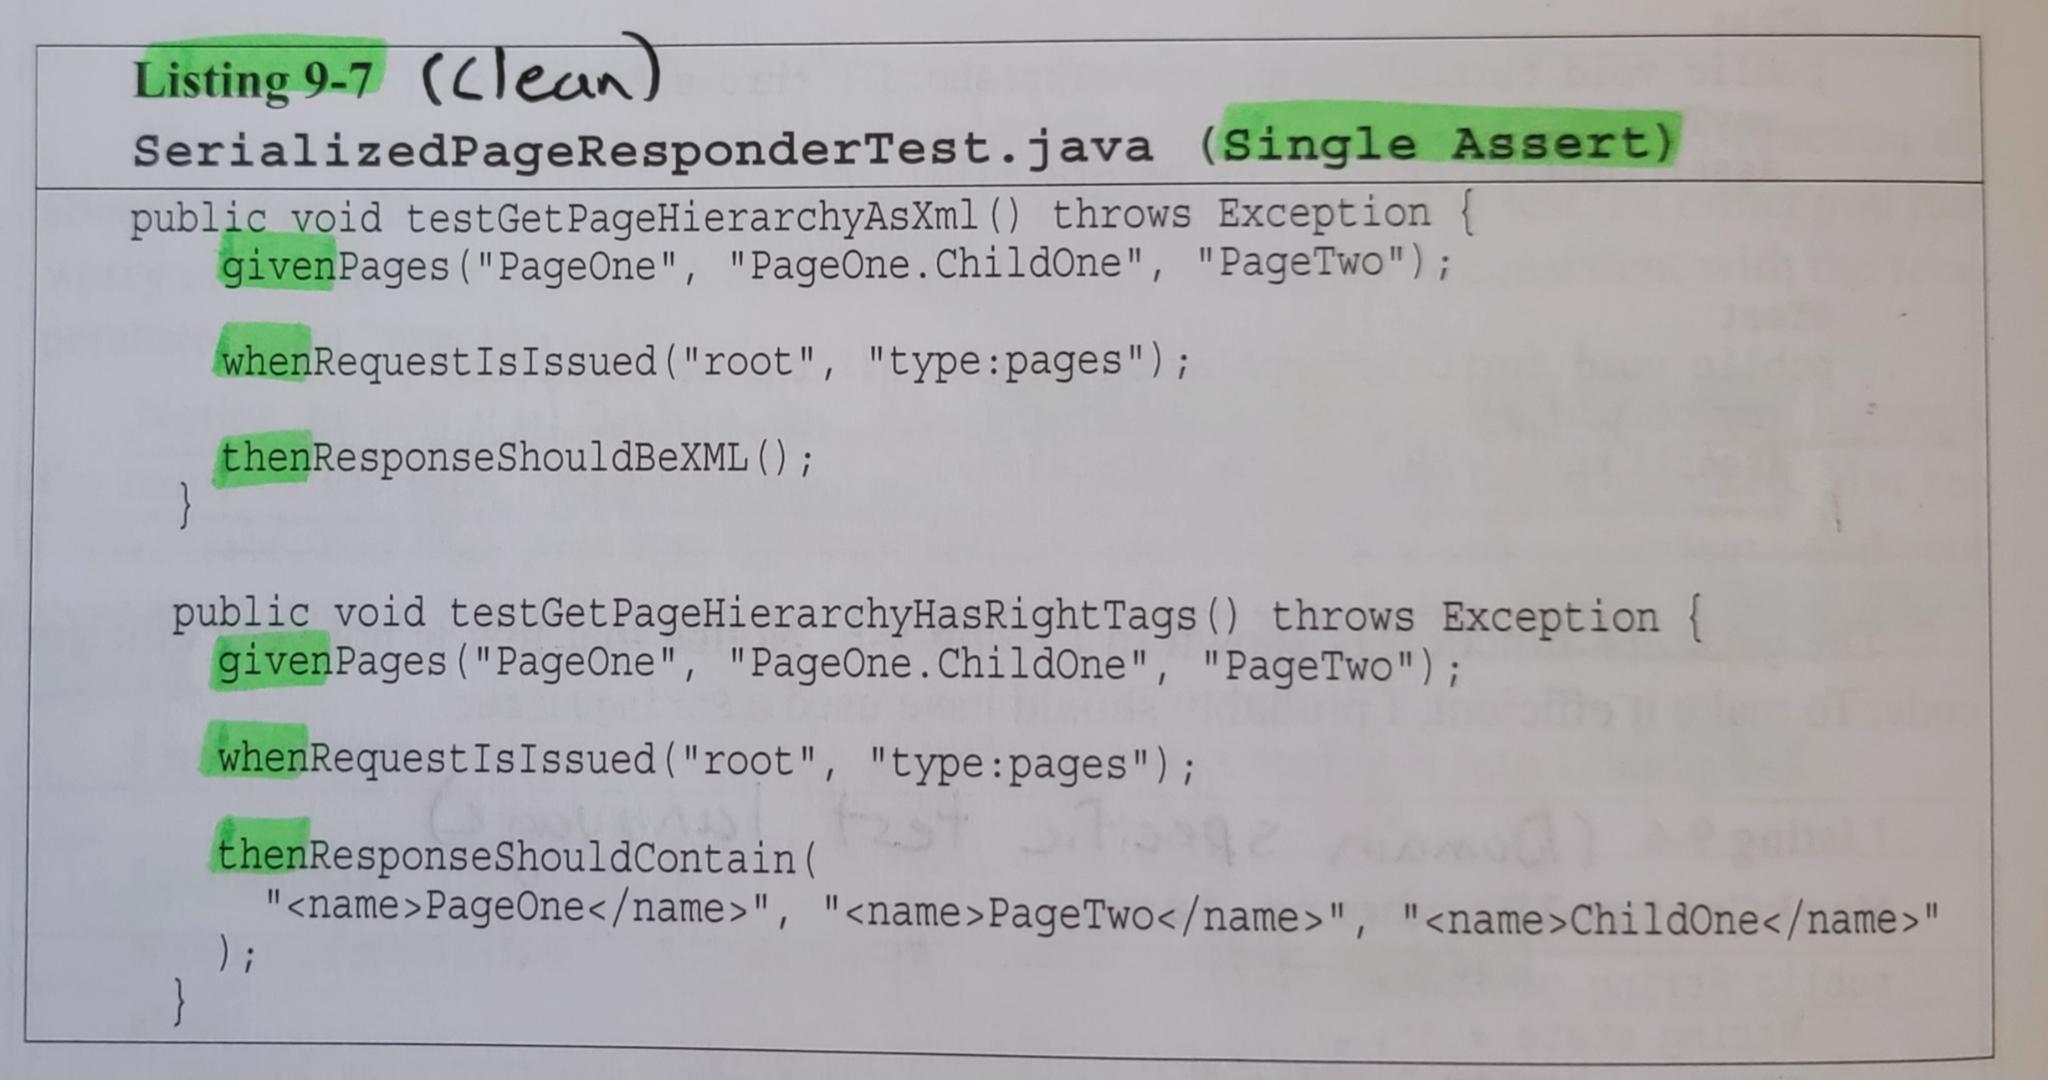 Listing 9-7 (Clean)
SerializedPageResponderTest.java (Single Assert)
public void testGetPageHierarchyAsXml() throws Exception {
givenPages("PageOne", "PageOne.ChildOne", "PageTwo");
whenRequestIsIssued("root", "type:pages");
thenResponseShouldBeXML();
}
public void testGetPageHierarchyHasRightTags() throws Exception {
givenPages("PageOne", "PageOne.ChildOne", "PageTwo");
whenRequestIsIssued("root", "type:pages");
thenResponseShouldContain(
"<name>PageOne</name>", "<name>PageTwo</name>", "<name>ChildOne</name>"
);
}